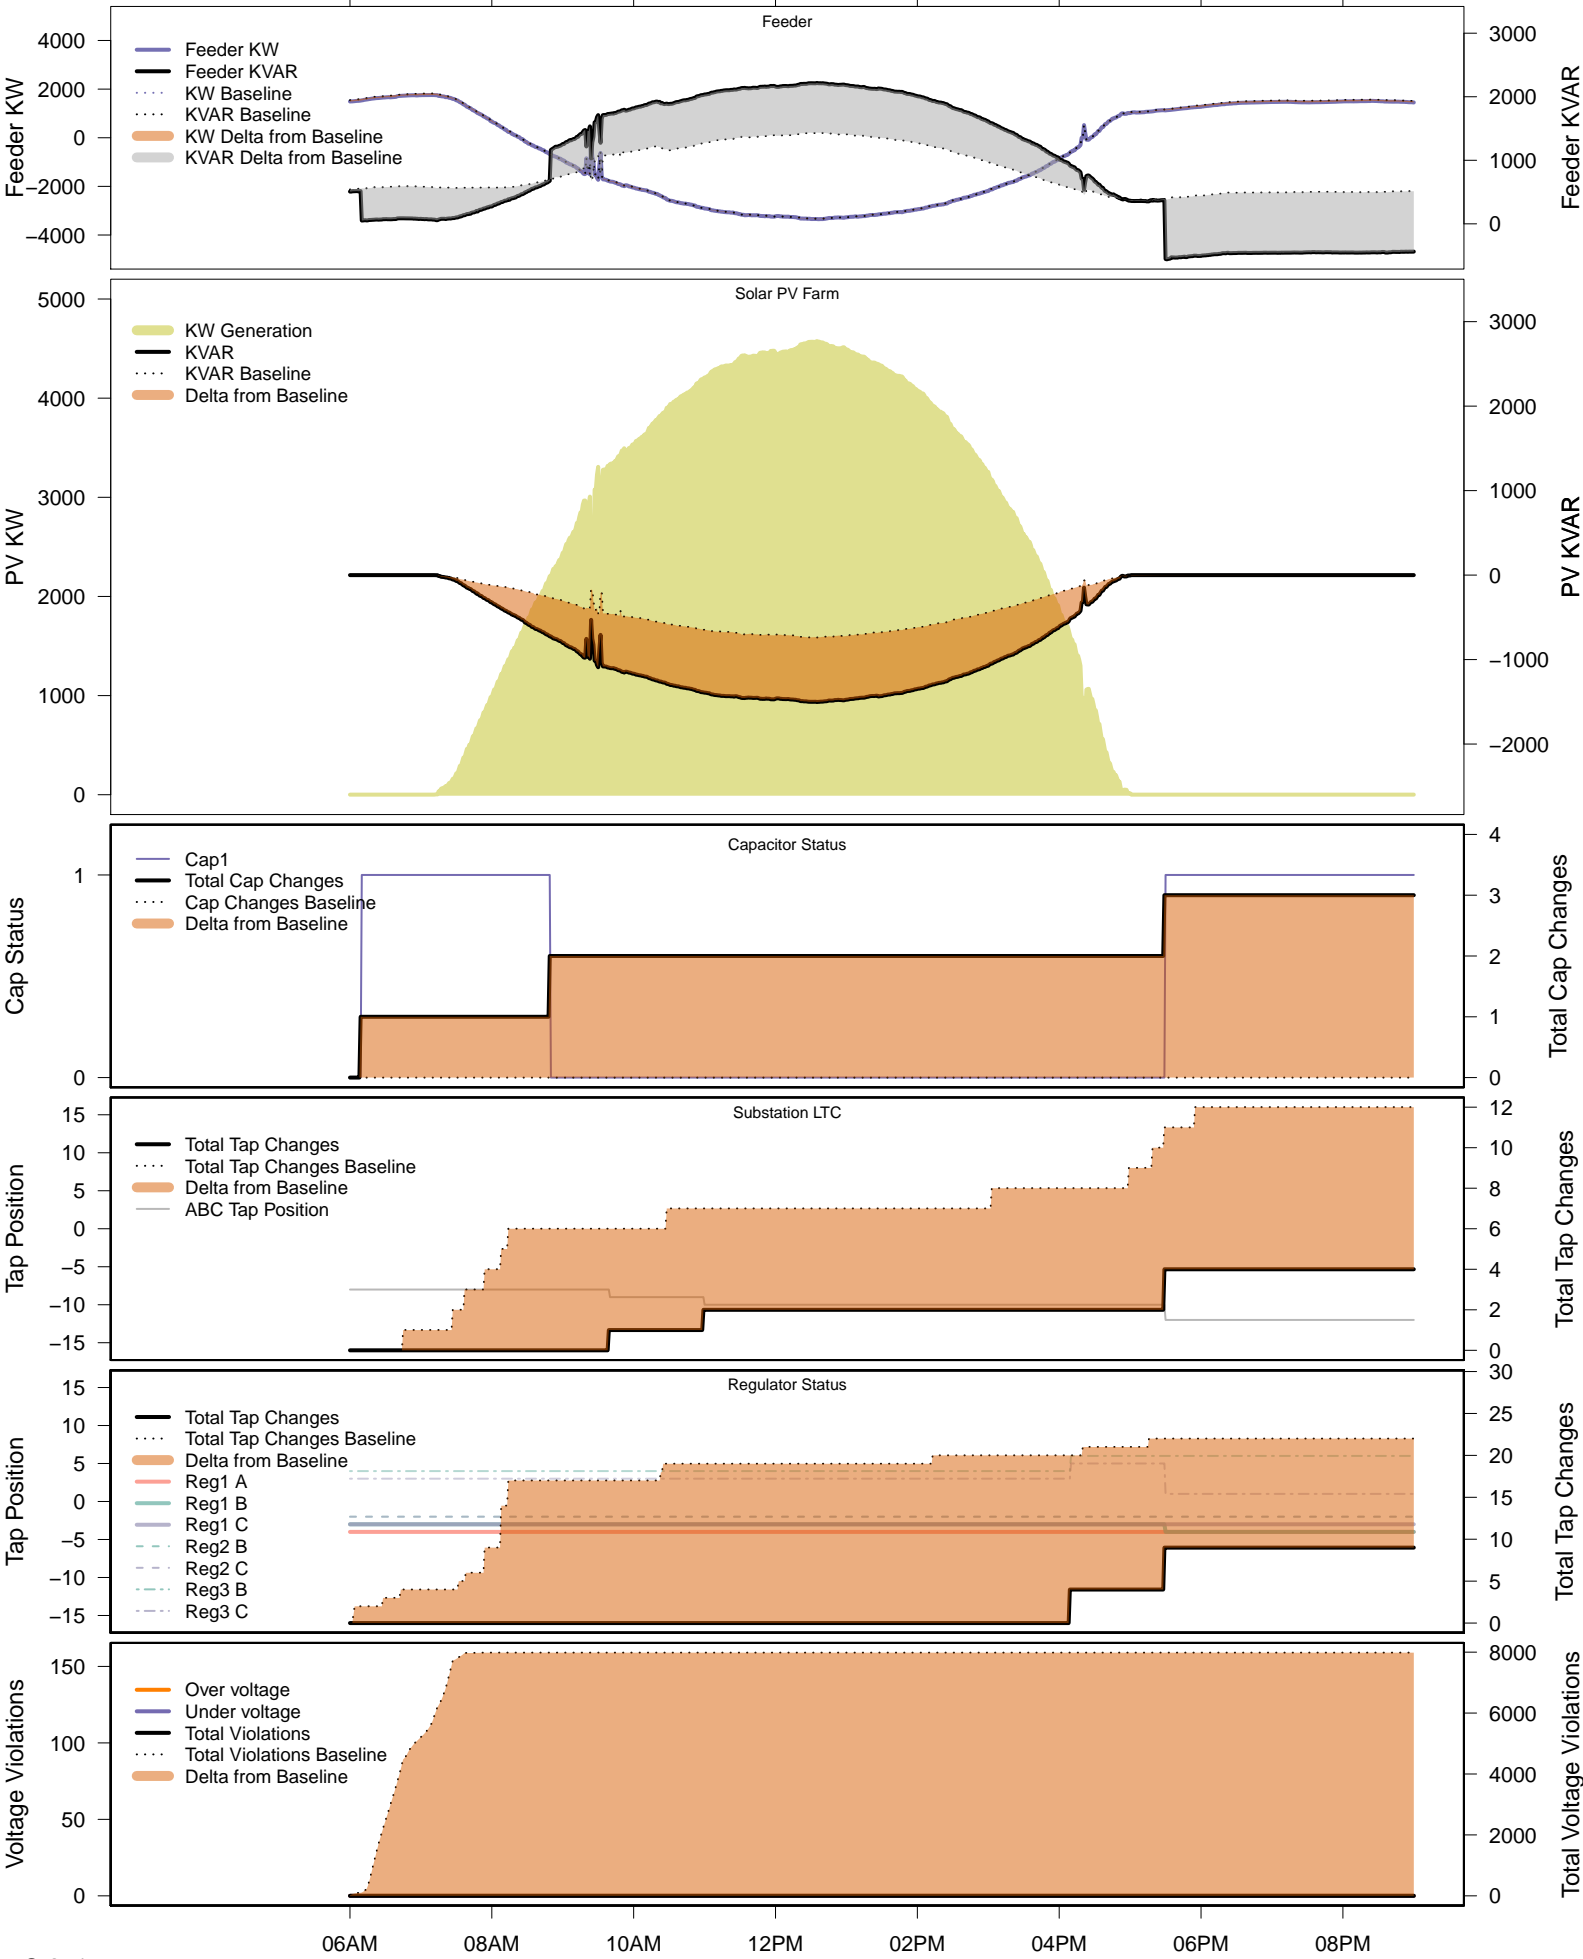 Feeder
Feeder KW
Feeder KVAR
4000
2000
0
−2000
−4000
3000
2000
1000
0
Feeder KW
Feeder KVAR
KW Baseline
KVAR Baseline
KW Delta from Baseline
KVAR Delta from Baseline
Solar PV Farm
PV KW
PV KVAR
5000
4000
3000
2000
1000
0
3000
2000
1000
0
−1000
−2000
KW Generation
KVAR
KVAR Baseline
Delta from Baseline
Capacitor Status
Cap Status
Total Cap Changes
1
0
4
3
2
1
0
Cap1
Total Cap Changes
Cap Changes Baseline
Delta from Baseline
Substation LTC
Tap Position
Total Tap Changes
15
10
5
0
−5
−10
−15
12
10
8
6
4
2
0
Total Tap Changes
Total Tap Changes Baseline
Delta from Baseline
ABC Tap Position
Regulator Status
Tap Position
Total Tap Changes
15
10
5
0
−5
−10
−15
30
25
20
15
10
5
0
Total Tap Changes
Total Tap Changes Baseline
Delta from Baseline
Reg1 A
Reg1 B
Reg1 C
Reg2 B
Reg2 C
Reg3 B
Reg3 C
Voltage Violations
Total Voltage Violations
150
100
50
0
8000
6000
4000
2000
0
Over voltage
Under voltage
Total Violations
Total Violations Baseline
Delta from Baseline
06AM 08AM 10AM 12PM 02PM 04PM 06PM 08PM